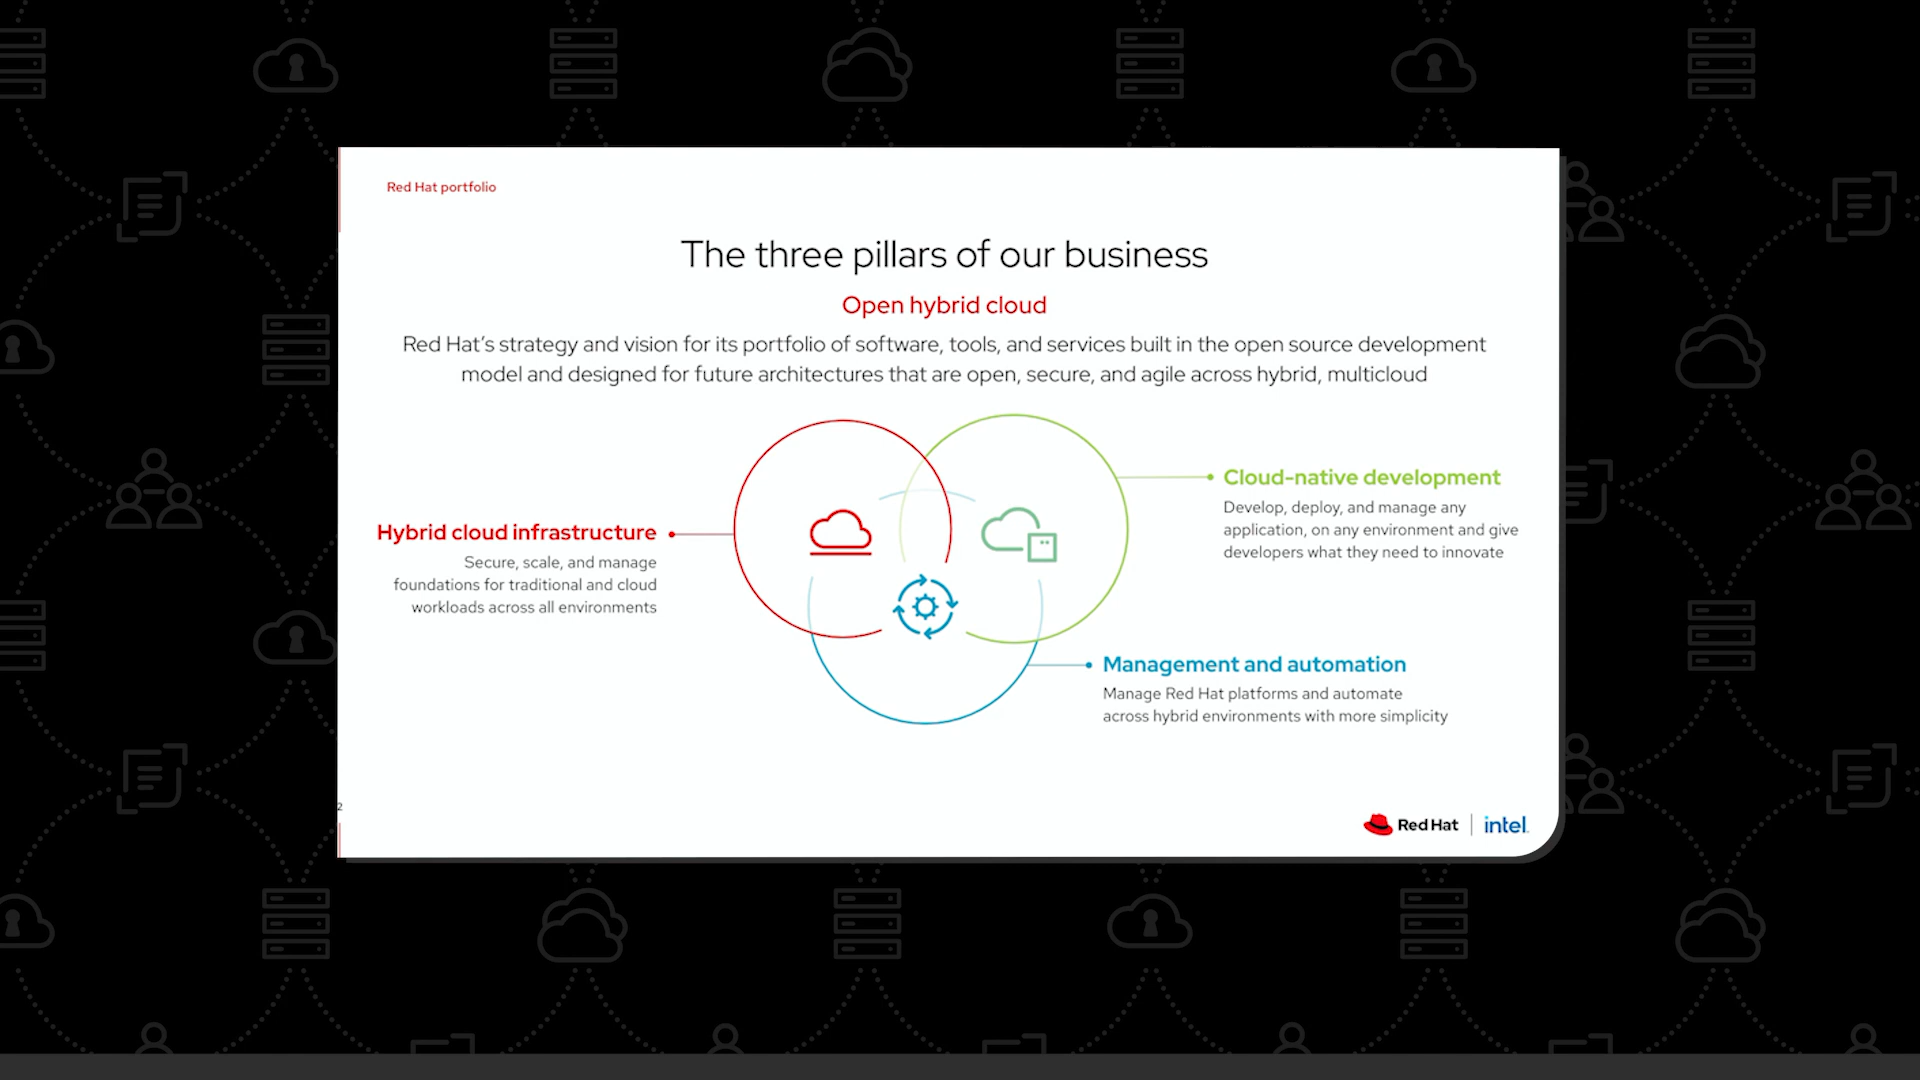 Red Hat portfolio
The three pillars of our business
Open hybrid cloud
Red Hat's strategy and vision for its portfolio of software, tools, and services built in the open source development
model and designed for future architectures that are open, secure, and agile across hybrid, multicloud
Hybrid cloud infrastructure
Secure, scale, and manage
foundations for traditional and cloud
workloads across all environments
Cloud-native development
Develop, deploy, and manage any
application, on any environment and give
developers what they need to innovate
Management and automation
Manage Red Hat platforms and automate
across hybrid environments with more simplicity
2
Red Hat
intel.